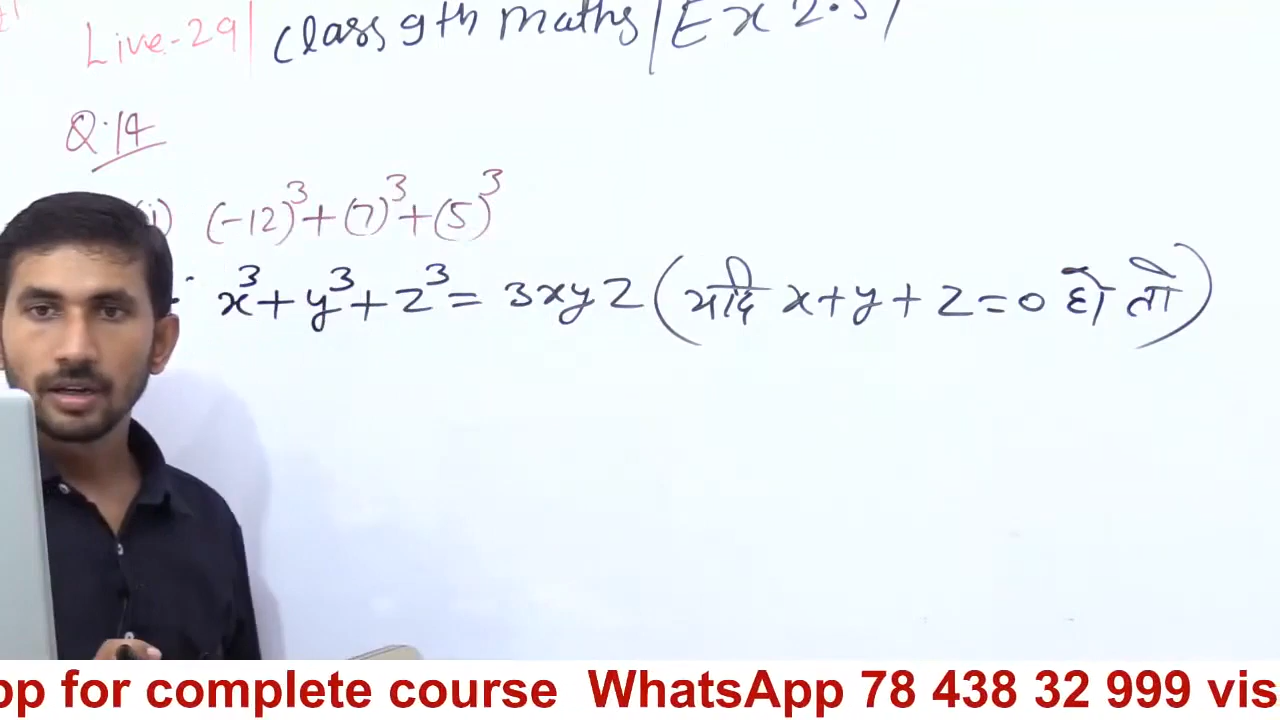 Live-29 | Class 9th maths | Ex 2.5 |
Q.14
(i) (-12)³ + (7)³ + (5)³
x³ + y³ + z³ = 3xyz (यदि x + y + z = 0 हो तो)
pp for complete course WhatsApp 78 438 32 999 vis